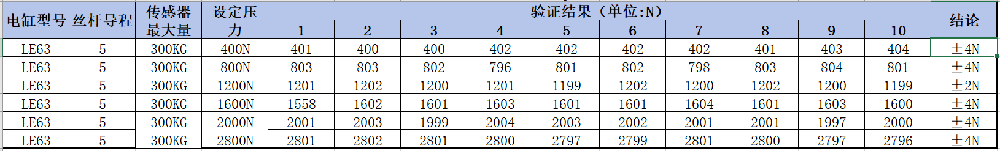 电缸型号 丝杆导程 传感器最大量 设定压力 验证结果（单位:N） 结论
1 2 3 4 5 6 7 8 9 10
LE63 5 300KG 400N 401 400 400 402 402 402 402 401 403 404 ±4N
LE63 5 300KG 800N 803 803 802 796 801 802 798 803 804 801 ±4N
LE63 5 300KG 1200N 1201 1202 1200 1201 1199 1202 1200 1202 1200 1199 ±2N
LE63 5 300KG 1600N 1558 1602 1601 1603 1601 1601 1604 1601 1603 1600 ±4N
LE63 5 300KG 2000N 2001 2003 1999 2004 2003 2002 2001 2001 1997 2000 ±4N
LE63 5 300KG 2800N 2801 2802 2801 2800 2797 2799 2801 2800 2797 2796 ±4N